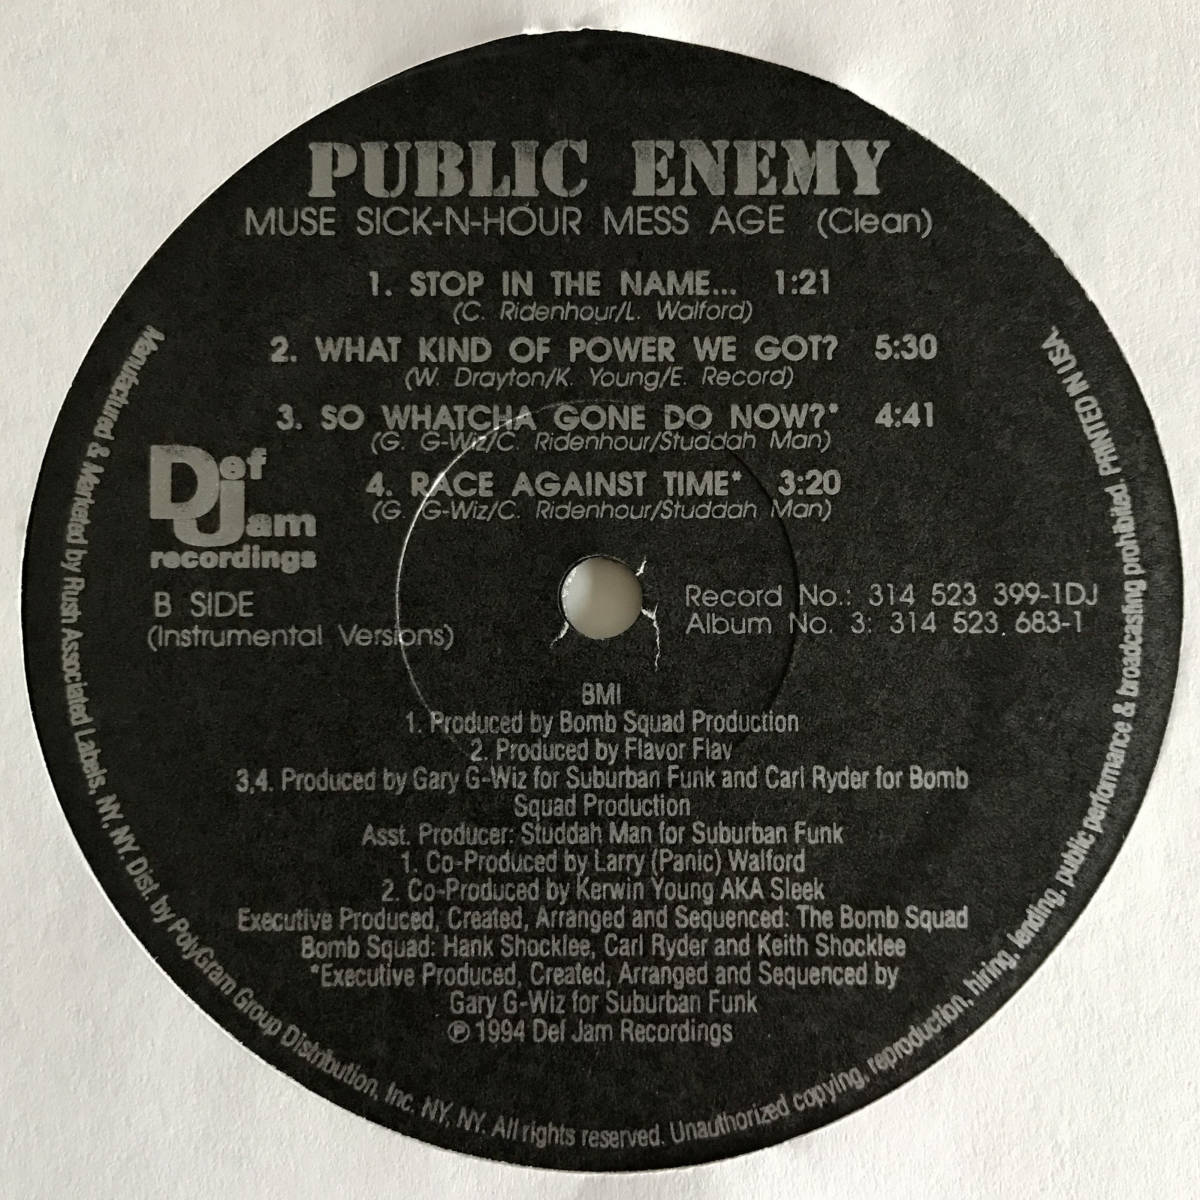 PUBLIC ENEMY
MUSE SICK-N-HOUR MESS AGE (Clean)
1. STOP IN THE NAME... 1:21
(C. Ridenhour/L. Walford)
2. WHAT KIND OF POWER WE GOT? 5:30
(W. Drayton/K. Young/E. Record)
3. SO WHATCHA GONE DO NOW?* 4:41
(G. G-Wiz/C. Ridenhour/Studdah Man)
4. RACE AGAINST TIME* 3:20
(G. G-Wiz/C. Ridenhour/Studdah Man)
Def
Jam
recordings
B SIDE
(Instrumental Versions)
Record No.: 314 523 399-1DJ
Album No. 3: 314 523 683-1
BMI
1. Produced by Bomb Squad Production
2. Produced by Flavor Flav
3,4. Produced by Gary G-Wiz for Suburban Funk and Carl Ryder for Bomb
Squad Production
Asst. Producer: Studdah Man for Suburban Funk
1. Co-Produced by Larry (Panic) Walford
2. Co-Produced by Kerwin Young AKA Sleek
Executive Produced, Created, Arranged and Sequenced: The Bomb Squad
Bomb Squad: Hank Shocklee, Carl Ryder and Keith Shocklee
*Executive Produced, Created, Arranged and Sequenced by
Gary G-Wiz for Suburban Funk
℗ 1994 Def Jam Recordings
Manufactured & Marketed by Rush Associated Labels, NY, NY. Dist. by PolyGram Group Distribution, Inc. NY, NY. All rights reserved. Unauthorized copying, reproduction, hiring, lending, public performance & broadcasting prohibited. PRINTED IN USA.